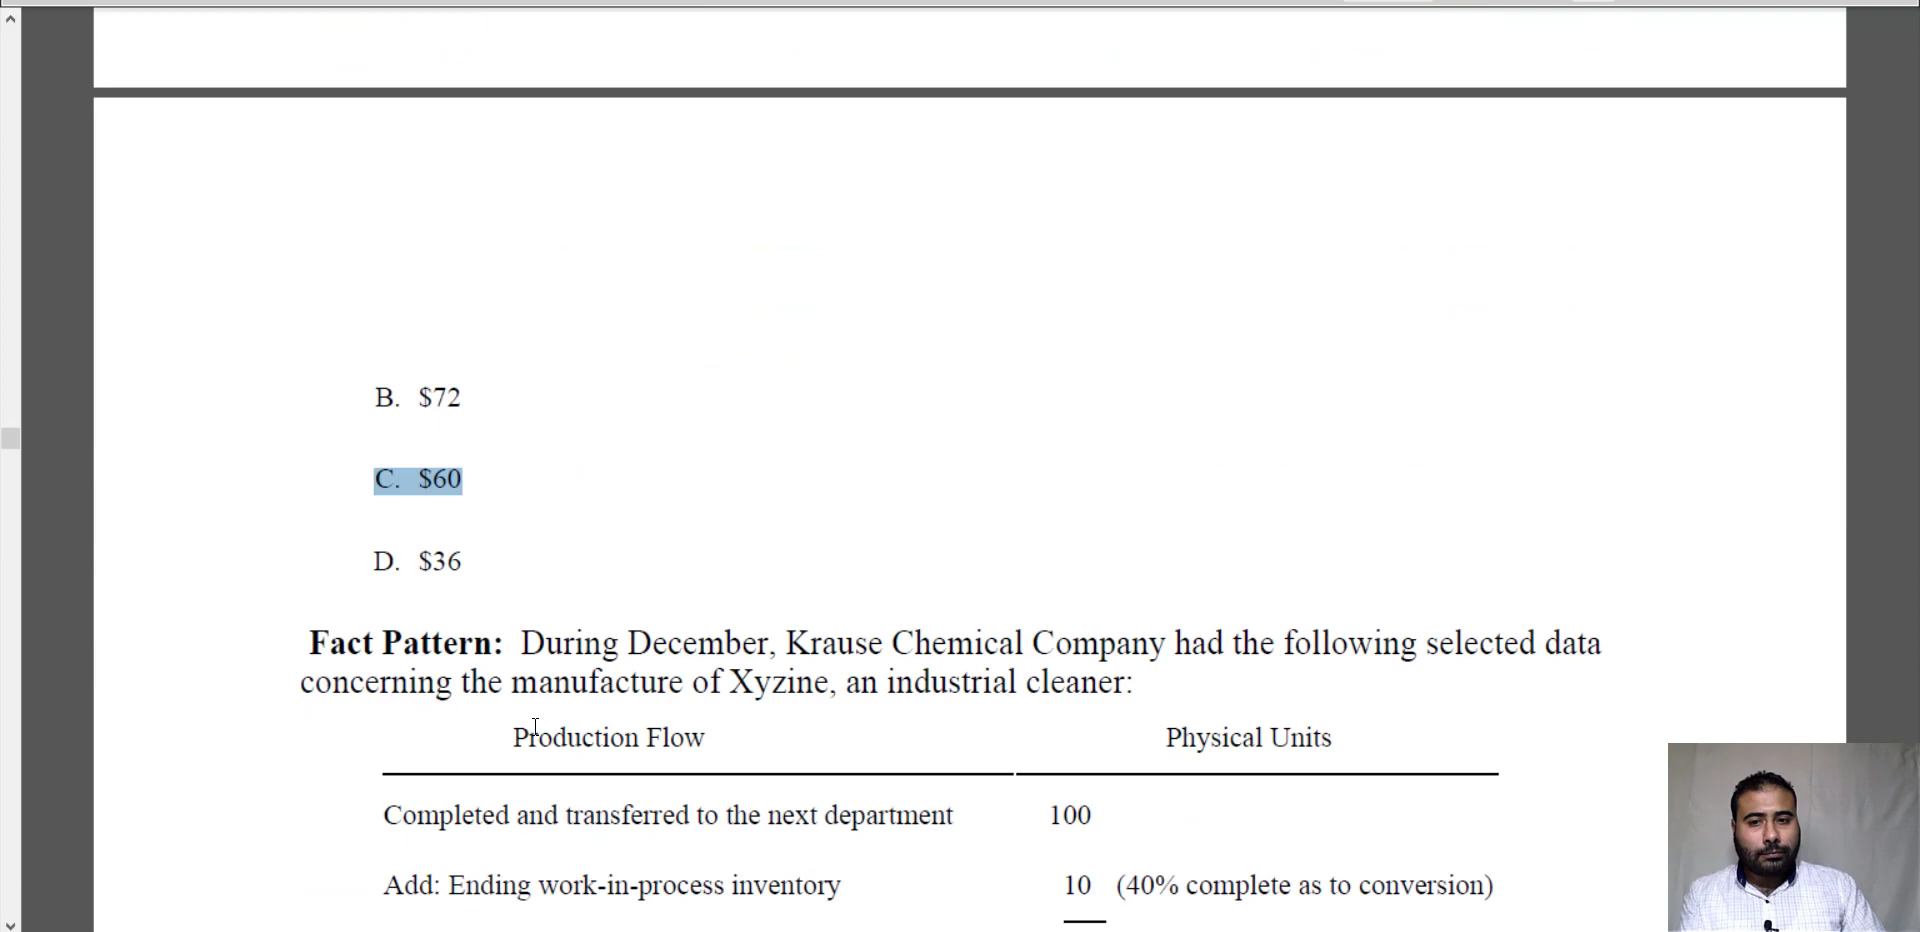 B. $72
C. $60
D. $36
Fact Pattern: During December, Krause Chemical Company had the following selected data
concerning the manufacture of Xyzine, an industrial cleaner:
Production Flow Physical Units
Completed and transferred to the next department 100
Add: Ending work-in-process inventory 10 (40% complete as to conversion)